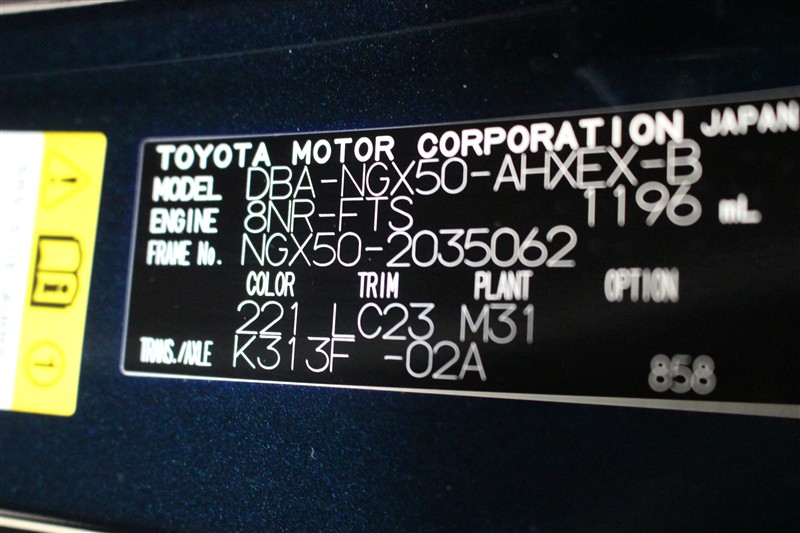 TOYOTA MOTOR CORPORATION JAPAN
MODEL DBA-NGX50-AHXEX-B
ENGINE 8NR-FTS 1196 mL
FRAME No. NGX50-2035062
COLOR TRIM PLANT OPTION
221 LC23 M31
TRANS./AXLE K313F -02A 858
1